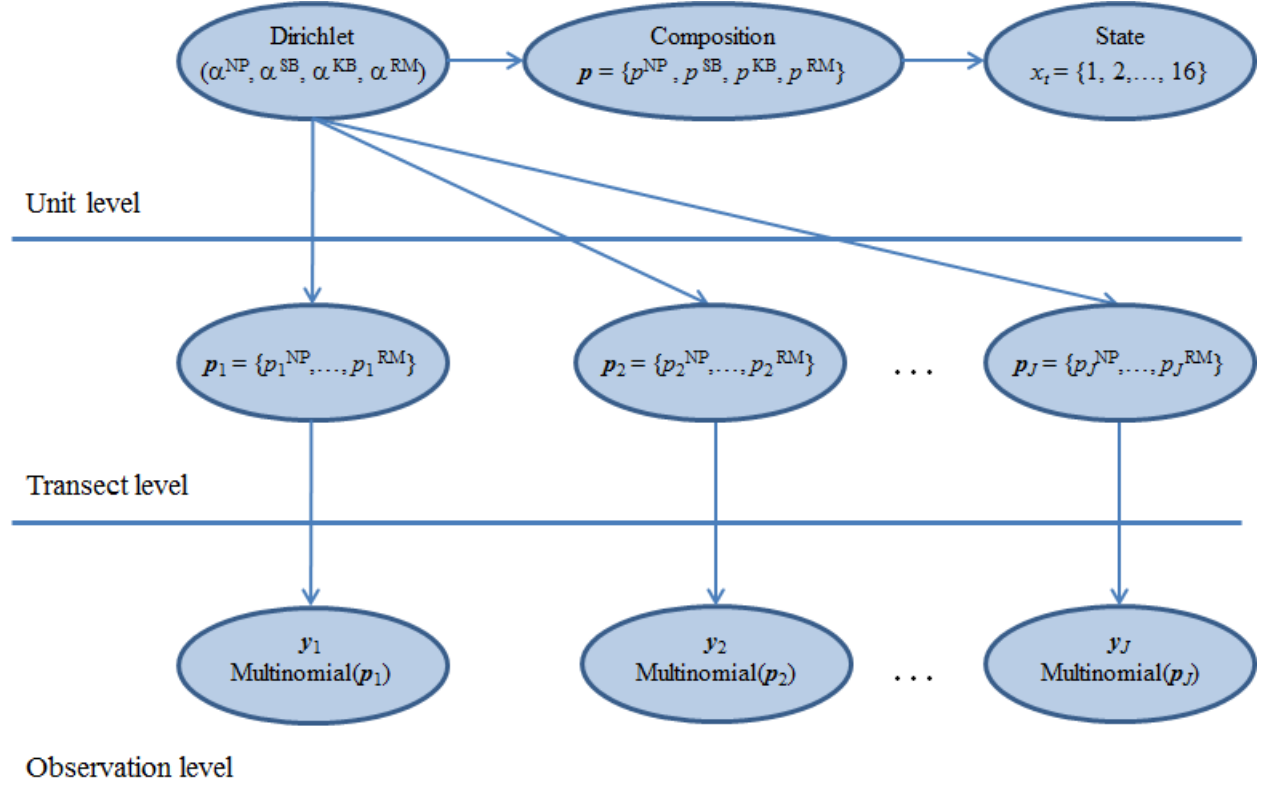 Dirichlet
(α^NP, α^SB, α^KB, α^RM)
Composition
p = {p^NP, p^SB, p^KB, p^RM}
State
x_t = {1, 2,…, 16}
Unit level
p_1 = {p_1^NP,…, p_1^RM}
p_2 = {p_2^NP,…, p_2^RM}
. . .
p_J = {p_J^NP,…, p_J^RM}
Transect level
y_1
Multinomial(p_1)
y_2
Multinomial(p_2)
. . .
y_J
Multinomial(p_J)
Observation level